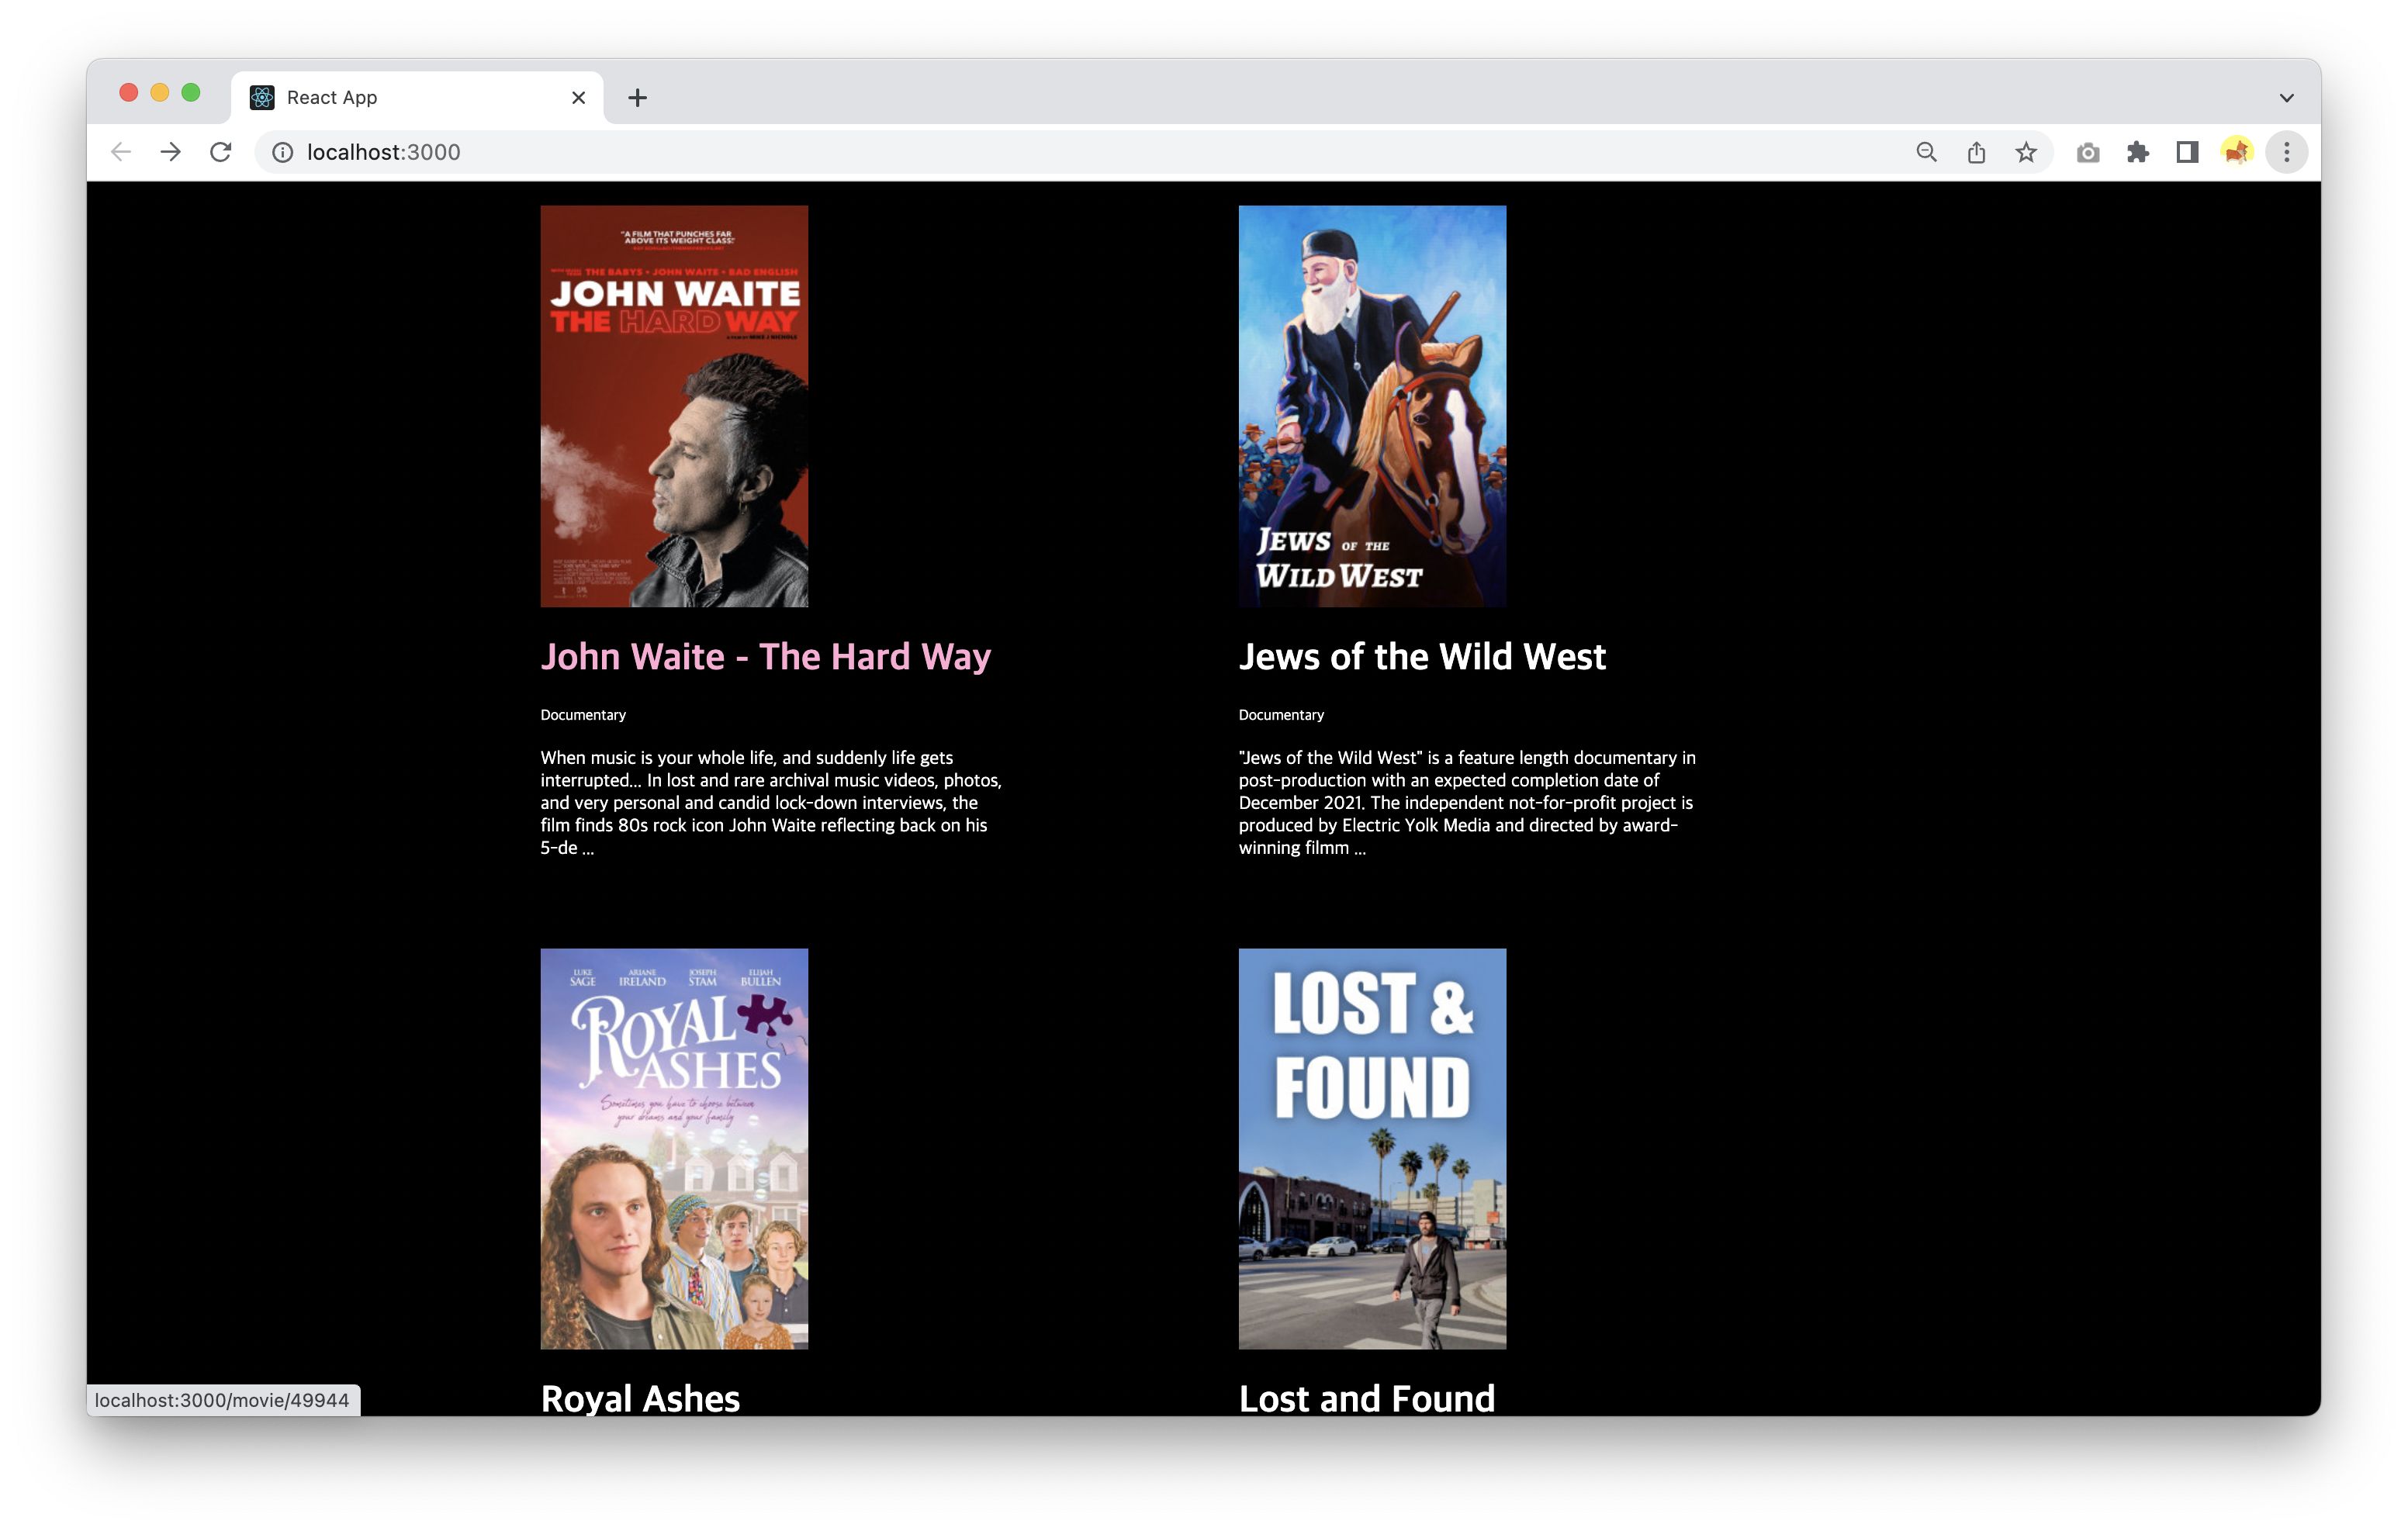 React App
localhost:3000
"A FILM THAT PUNCHES FAR
ABOVE ITS WEIGHT CLASS."
THE BABYS • JOHN WAITE • BAD ENGLISH
JOHN WAITE
THE HARD WAY
A FILM BY MIKE J NICHOLS
JEWS OF THE
WILD WEST
John Waite - The Hard Way
Jews of the Wild West
Documentary
Documentary
When music is your whole life, and suddenly life gets
interrupted... In lost and rare archival music videos, photos,
and very personal and candid lock-down interviews, the
film finds 80s rock icon John Waite reflecting back on his
5-de ...
"Jews of the Wild West" is a feature length documentary in
post-production with an expected completion date of
December 2021. The independent not-for-profit project is
produced by Electric Yolk Media and directed by award-
winning filmm ...
LUKE SAGE ARIANE IRELAND JOSEPH STAM ELIJAH BULLEN
ROYAL
ASHES
Sometimes you have to choose between
your dreams and your family
LOST &
FOUND
Royal Ashes
Lost and Found
localhost:3000/movie/49944